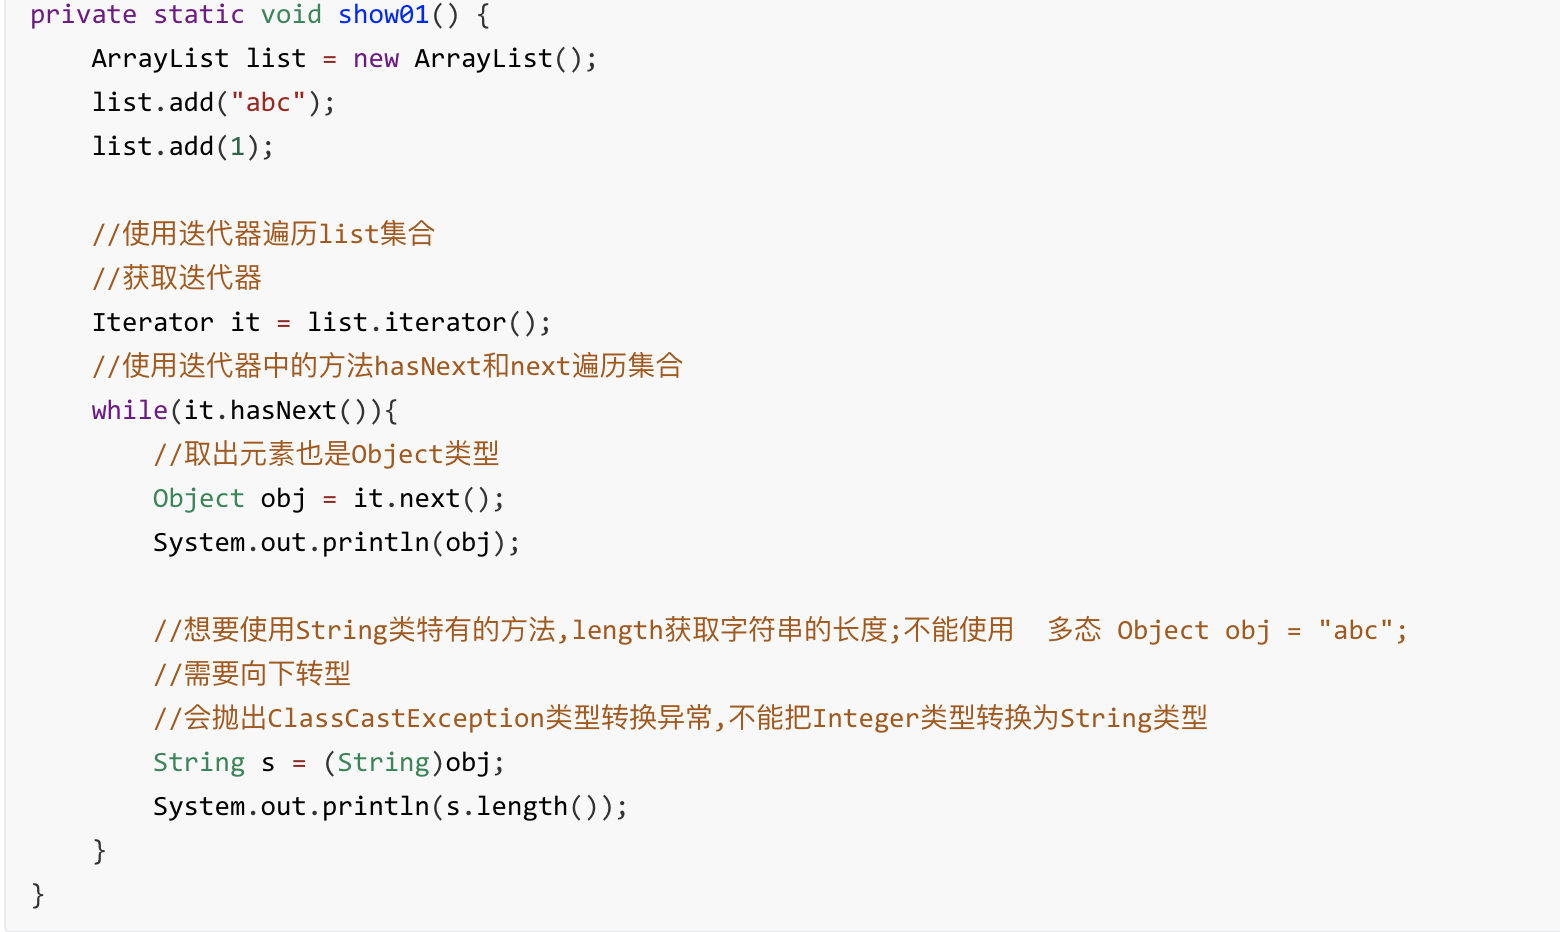 private static void show01() {
    ArrayList list = new ArrayList();
    list.add("abc");
    list.add(1);

    //使用迭代器遍历list集合
    //获取迭代器
    Iterator it = list.iterator();
    //使用迭代器中的方法hasNext和next遍历集合
    while(it.hasNext()){
        //取出元素也是Object类型
        Object obj = it.next();
        System.out.println(obj);

        //想要使用String类特有的方法,length获取字符串的长度;不能使用  多态 Object obj = "abc";
        //需要向下转型
        //会抛出ClassCastException类型转换异常,不能把Integer类型转换为String类型
        String s = (String)obj;
        System.out.println(s.length());
    }
}